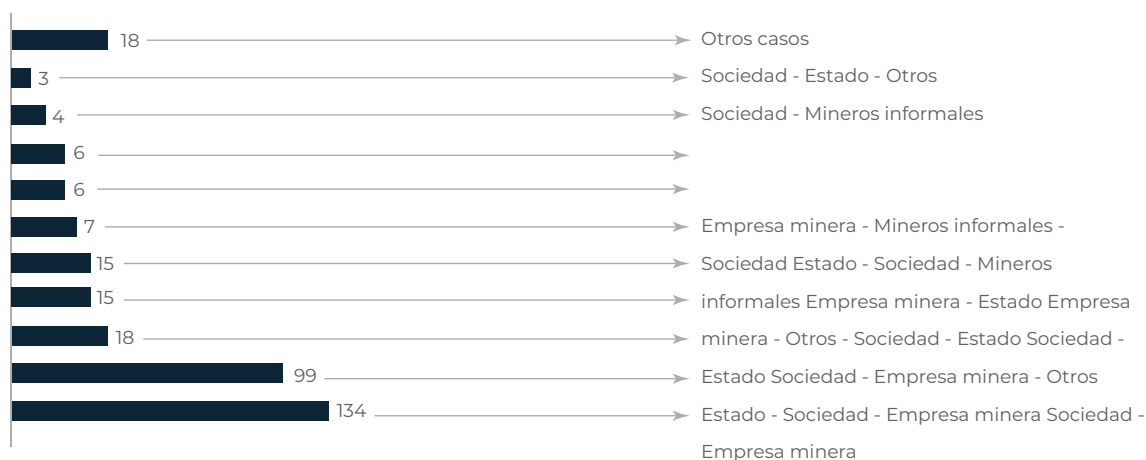 18 Otros casos
3 Sociedad - Estado - Otros
4 Sociedad - Mineros informales
6
6
7 Empresa minera - Mineros informales -
15 Sociedad Estado - Sociedad - Mineros
15 informales Empresa minera - Estado Empresa
18 minera - Otros - Sociedad - Estado Sociedad -
99 Estado Sociedad - Empresa minera - Otros
134 Estado - Sociedad - Empresa minera Sociedad -
Empresa minera